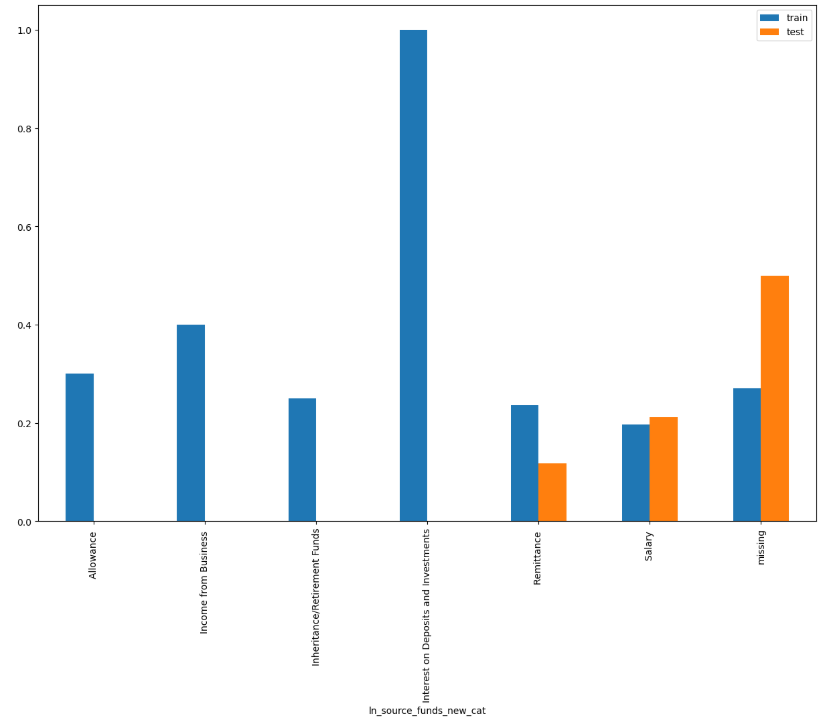 train
test
1.0
0.8
0.6
0.4
0.2
0.0
Allowance
Income from Business
Inheritance/Retirement Funds
Interest on Deposits and Investments
Remittance
Salary
missing
ln_source_funds_new_cat